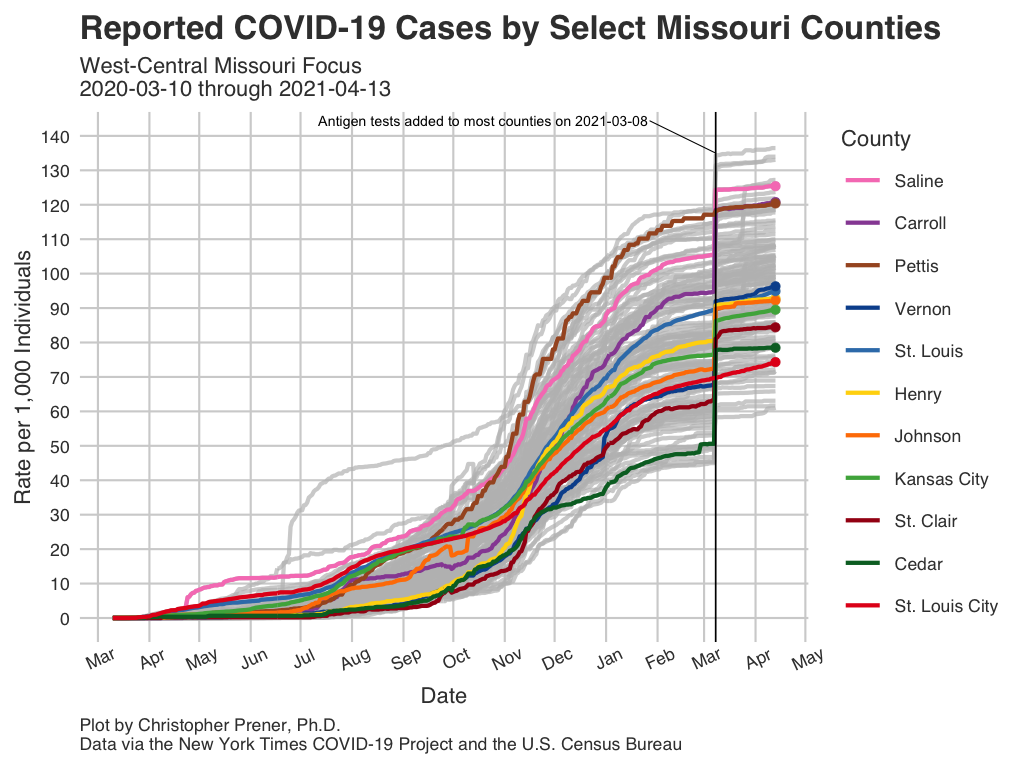 Reported COVID-19 Cases by Select Missouri Counties
West-Central Missouri Focus
2020-03-10 through 2021-04-13
Antigen tests added to most counties on 2021-03-08
Rate per 1,000 Individuals
140
130
120
110
100
90
80
70
60
50
40
30
20
10
0
Mar Apr May Jun Jul Aug Sep Oct Nov Dec Jan Feb Mar Apr May
Date
County
Saline
Carroll
Pettis
Vernon
St. Louis
Henry
Johnson
Kansas City
St. Clair
Cedar
St. Louis City
Plot by Christopher Prener, Ph.D.
Data via the New York Times COVID-19 Project and the U.S. Census Bureau